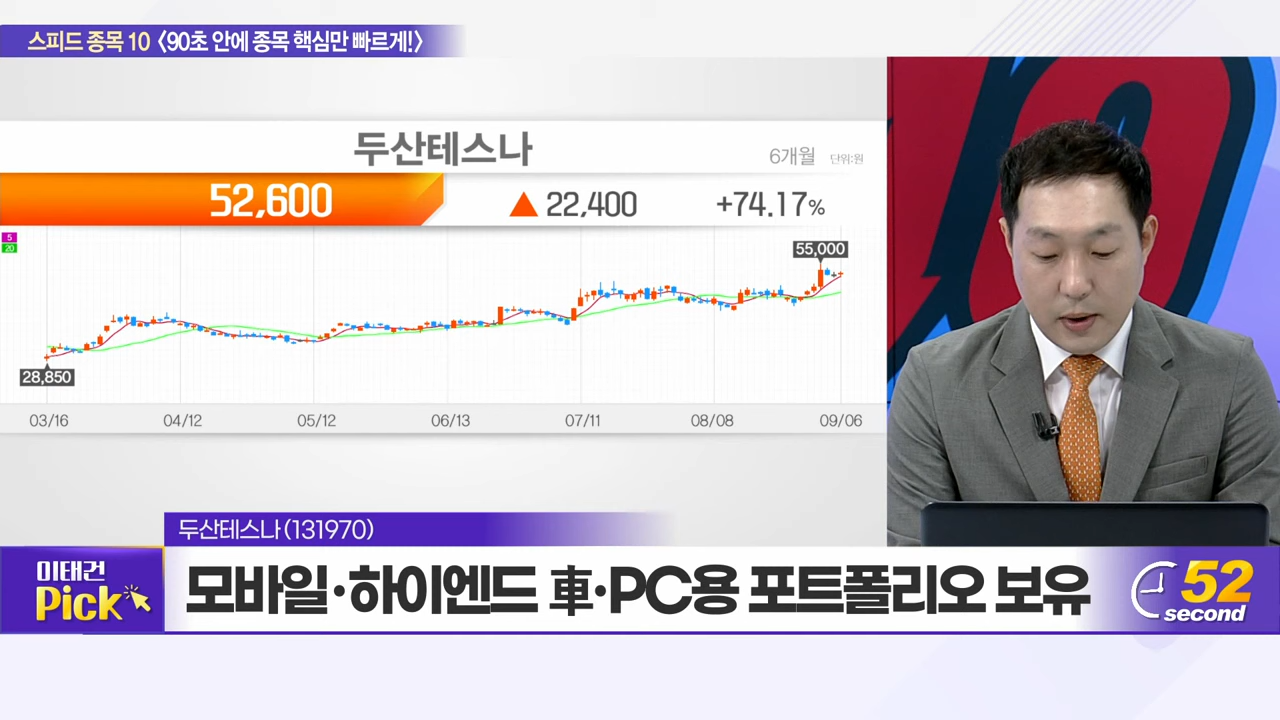 스피드 종목 10 <90초 안에 종목 핵심만 빠르게!>
두산테스나
6개월 단위:원
52,600 ▲ 22,400 +74.17%
5
20
55,000
28,850
03/16 04/12 05/12 06/13 07/11 08/08 09/06
두산테스나(131970)
이태건
Pick
모바일·하이엔드 車·PC용 포트폴리오 보유
52
second